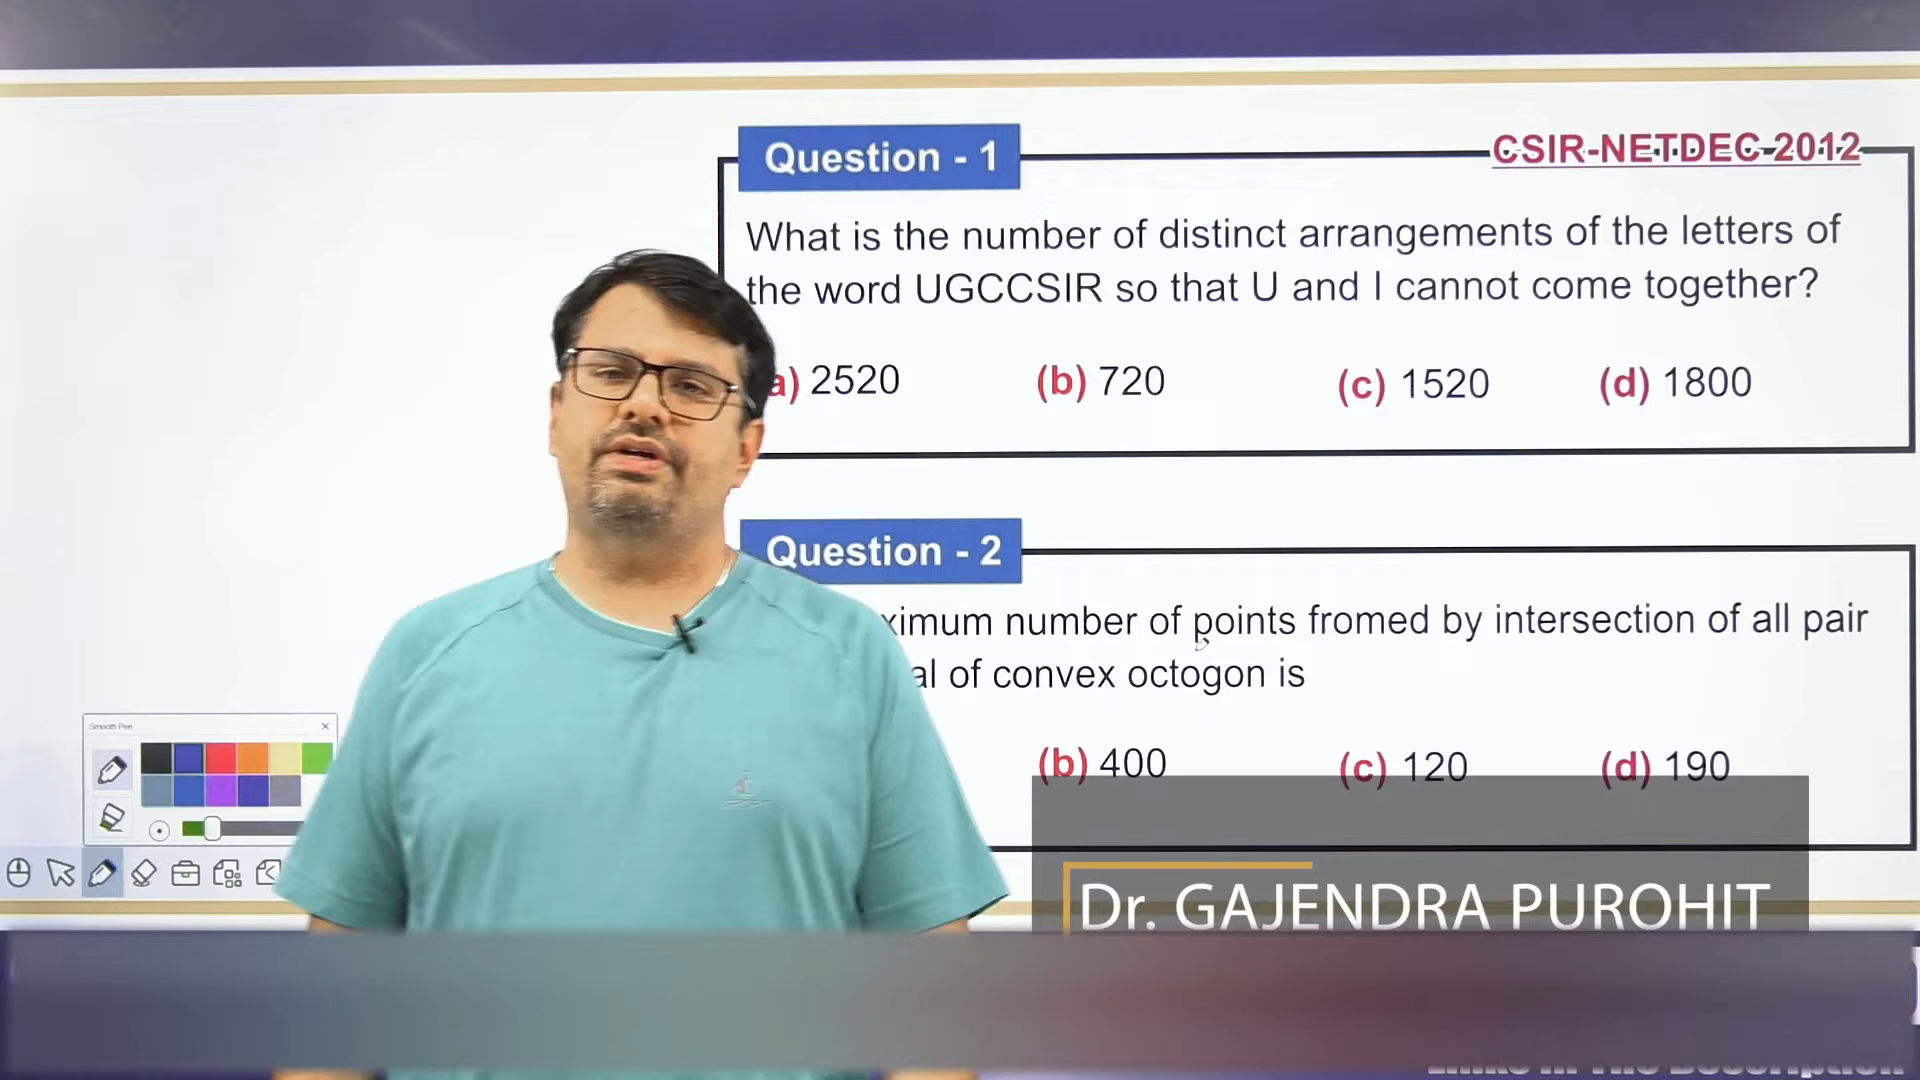 Question - 1
CSIR-NETDEC-2012
What is the number of distinct arrangements of the letters of
the word UGCCSIR so that U and I cannot come together?
a) 2520 (b) 720 (c) 1520 (d) 1800
Question - 2
ximum number of points fromed by intersection of all pair
al of convex octogon is
(b) 400 (c) 120 (d) 190
Smooth Pen
Dr. GAJENDRA PUROHIT